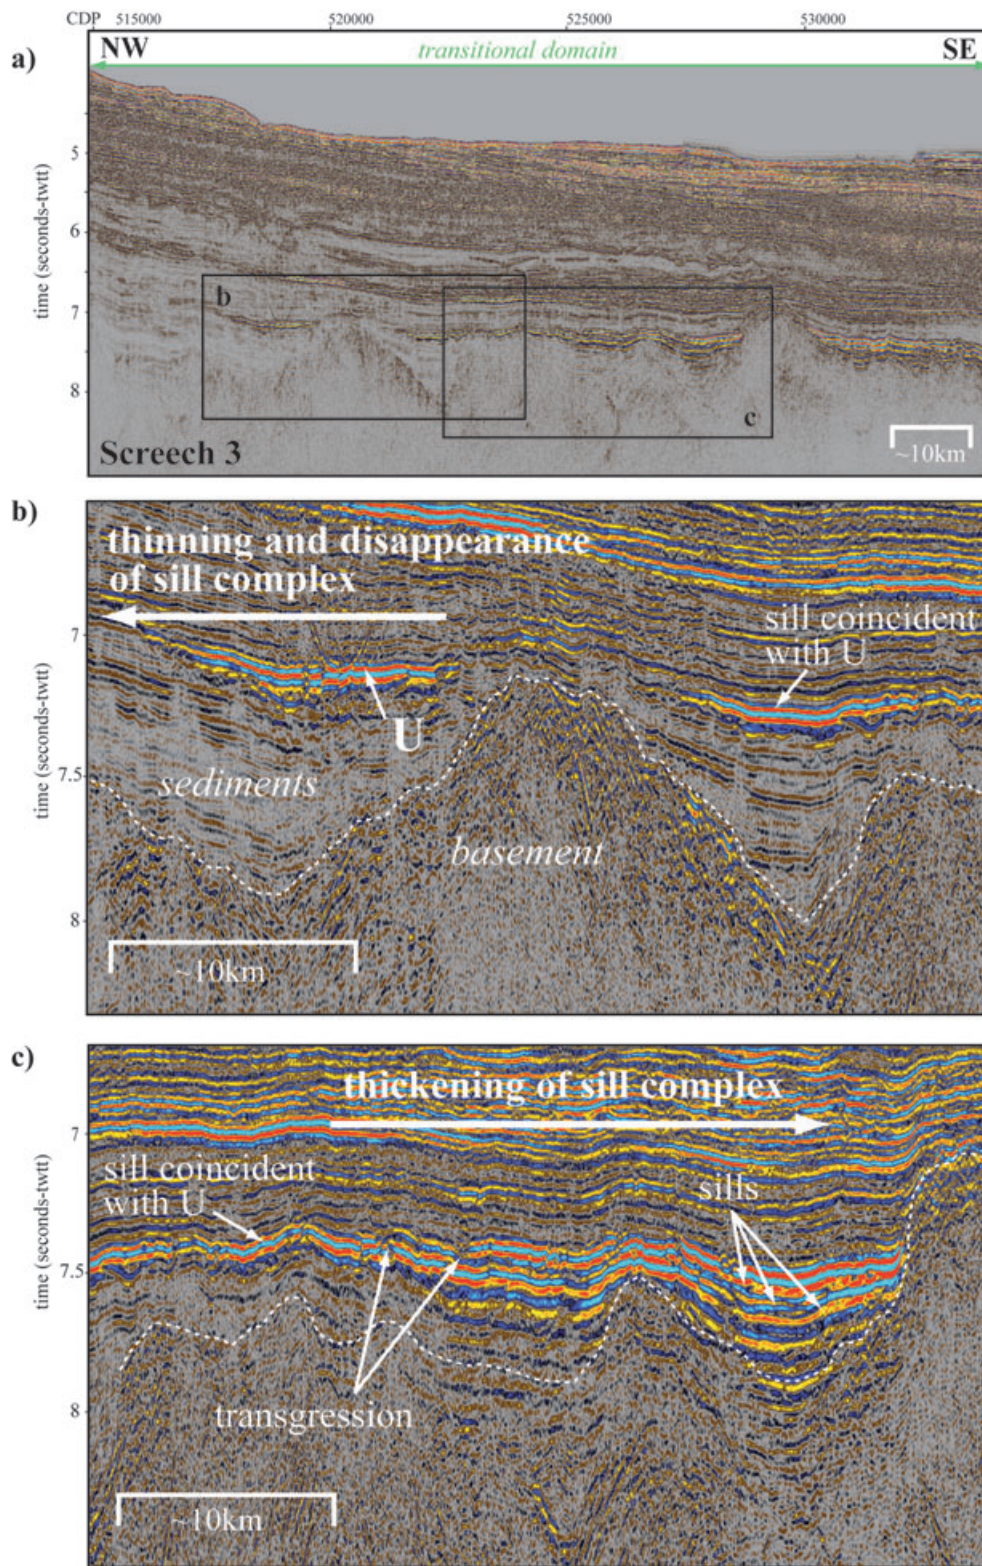 CDP 515000 520000 525000 530000
a)
NW SE
transitional domain
5
6
7
8
time (seconds-twtt)
b
c
Screech 3
~10km
b)
thinning and disappearance
of sill complex
sill coincident
with U
U
sediments
basement
7
7.5
8
time (seconds-twtt)
~10km
c)
thickening of sill complex
sill coincident
with U
sills
transgression
7
7.5
8
time (seconds-twtt)
~10km